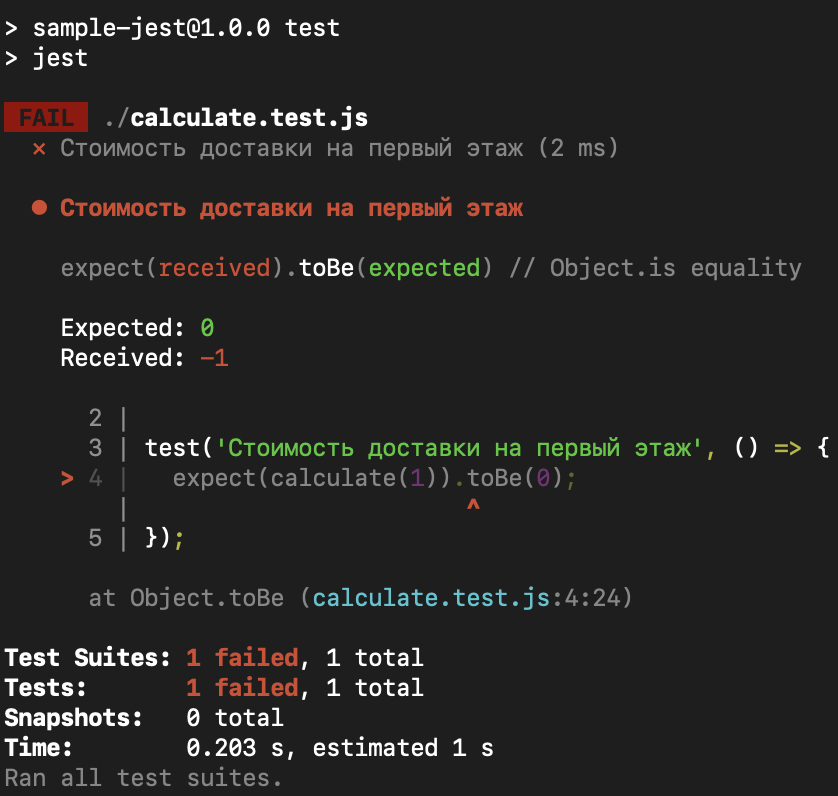 > sample-jest@1.0.0 test
> jest
FAIL ./calculate.test.js
✕ Стоимость доставки на первый этаж (2 ms)
● Стоимость доставки на первый этаж
expect(received).toBe(expected) // Object.is equality
Expected: 0
Received: -1
2 |
3 | test('Стоимость доставки на первый этаж', () => {
> 4 | expect(calculate(1)).toBe(0);
| ^
5 | });
at Object.toBe (calculate.test.js:4:24)
Test Suites: 1 failed, 1 total
Tests: 1 failed, 1 total
Snapshots: 0 total
Time: 0.203 s, estimated 1 s
Ran all test suites.